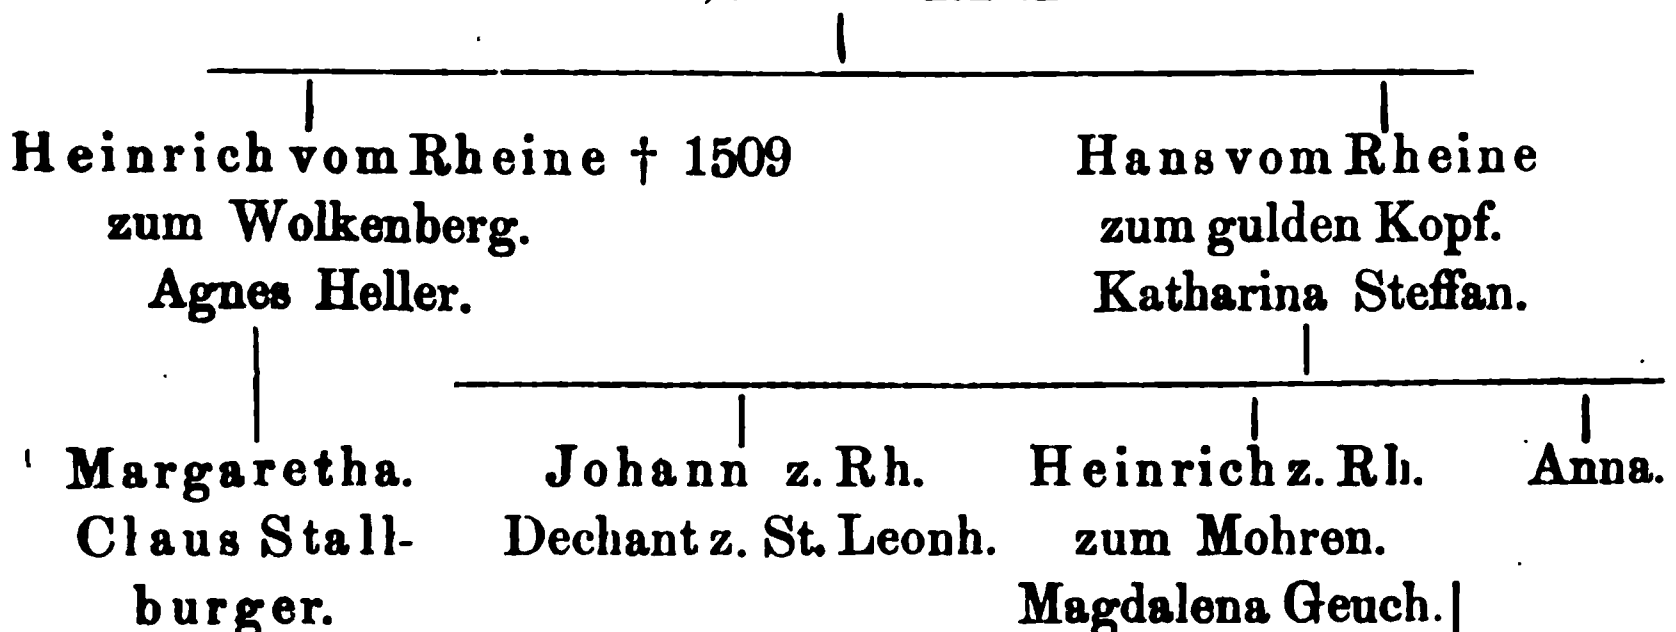 Heinrich vom Rheine † 1509
zum Wolkenberg.
Agnes Heller.
Hans vom Rheine
zum gulden Kopf.
Katharina Steffan.
Margaretha.
Claus Stall-
burger.
Johann z. Rh.
Dechant z. St. Leonh.
Heinrich z. Rh.
zum Mohren.
Magdalena Geuch.
Anna.